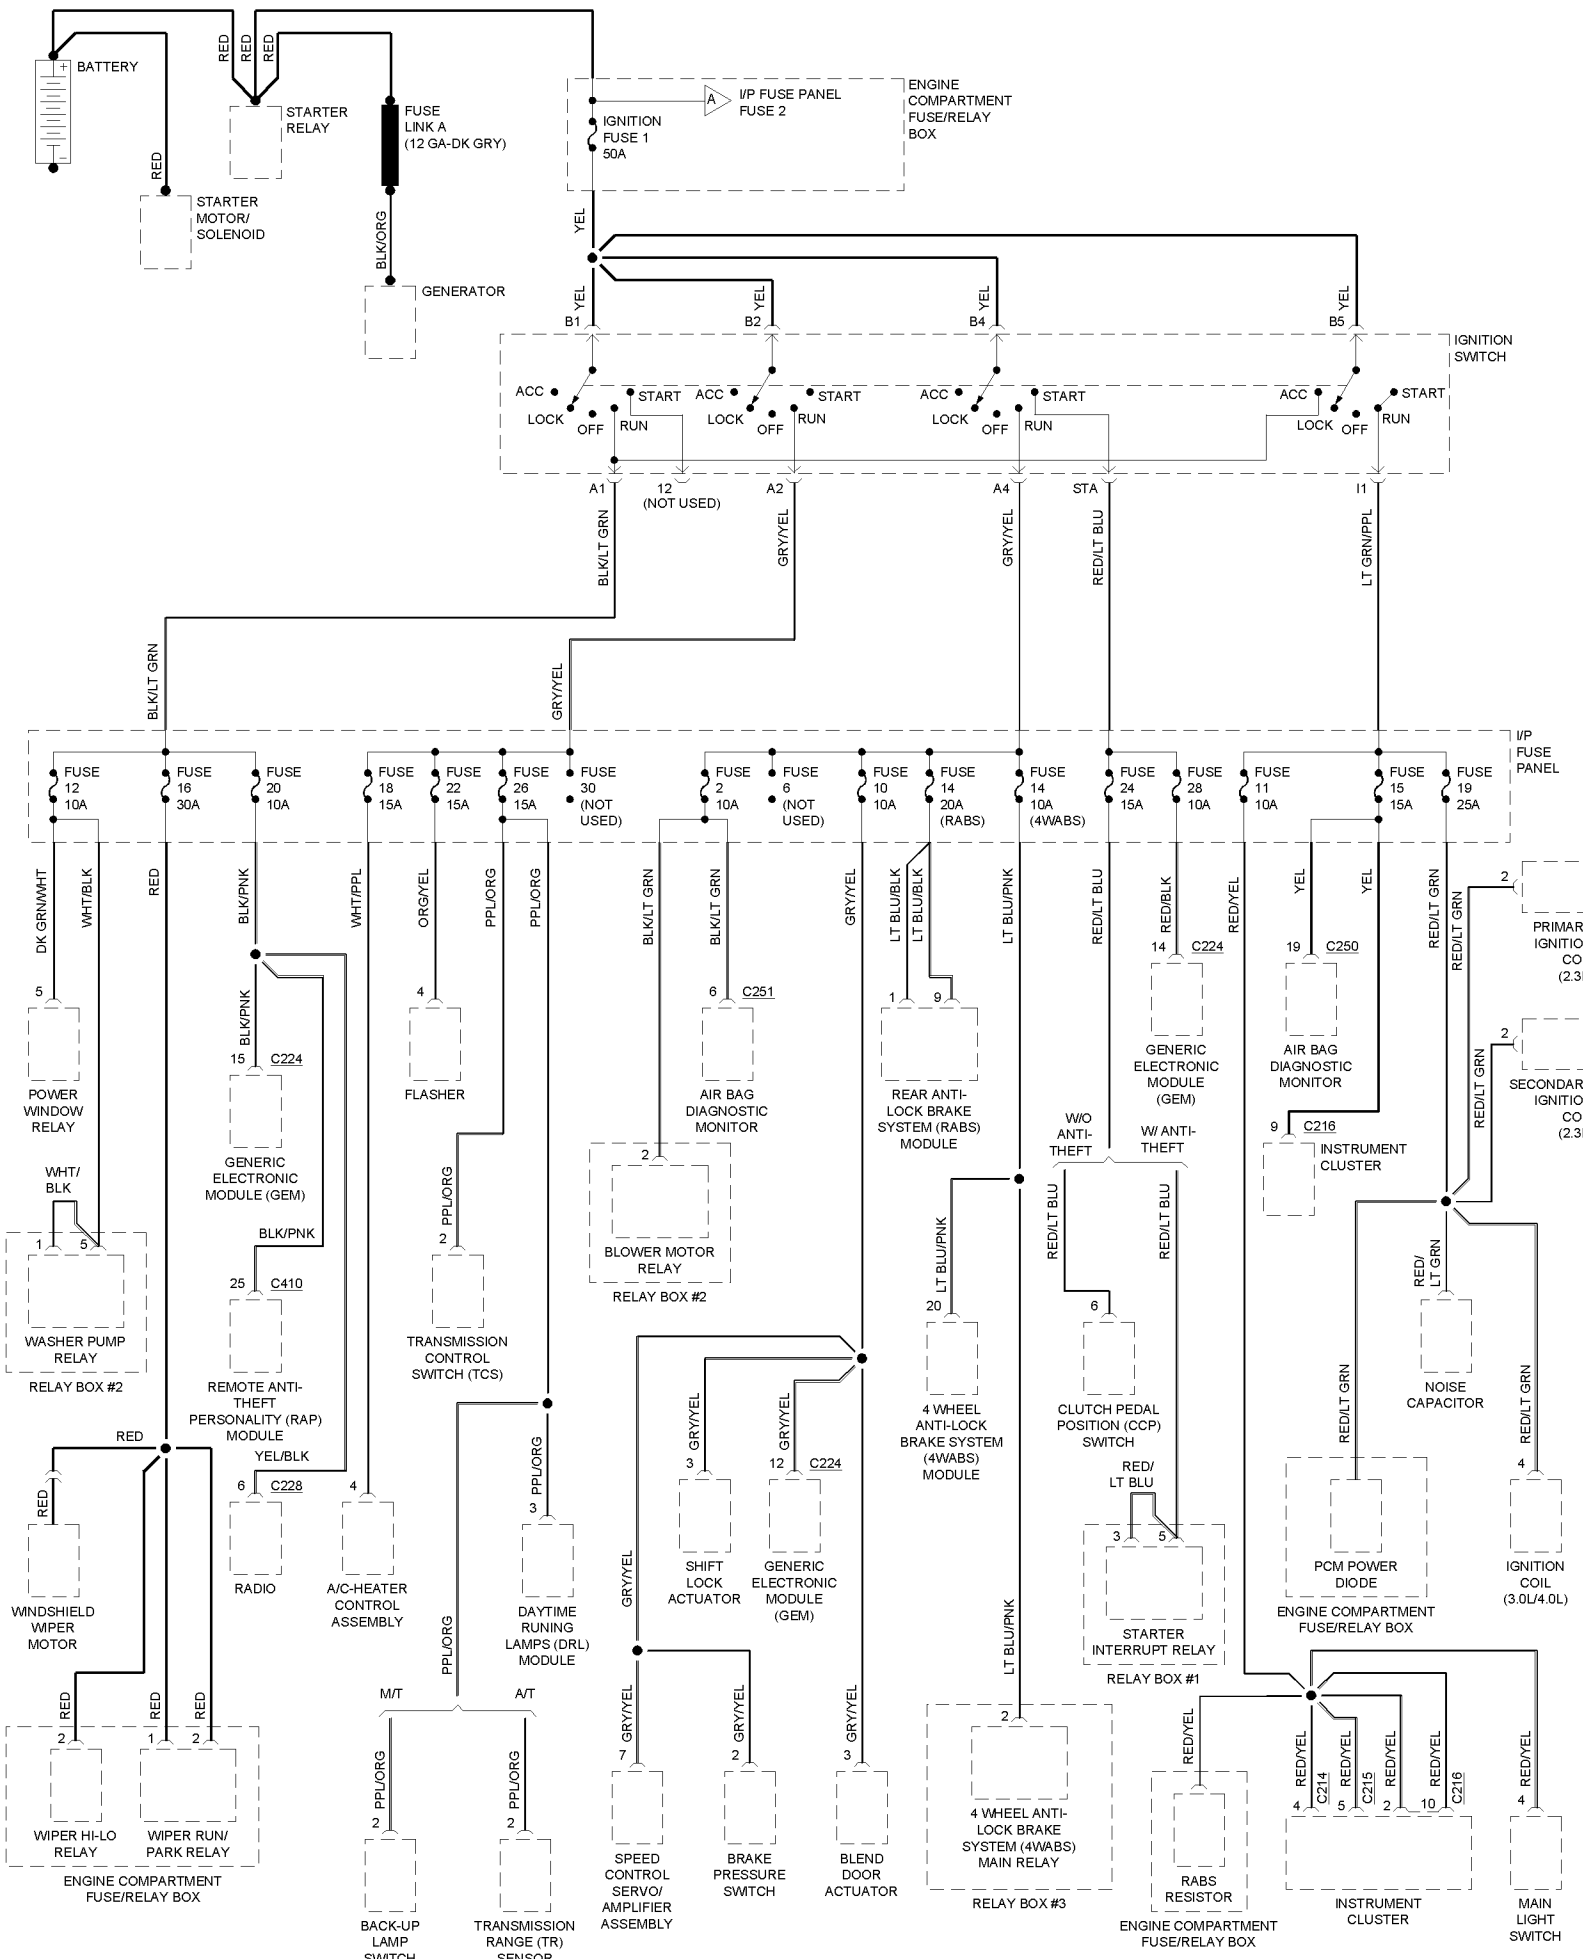 BATTERY
+
−
RED
RED
RED
RED
STARTER
RELAY
STARTER
MOTOR/
SOLENOID
FUSE
LINK A
(12 GA-DK GRY)
BLK/ORG
GENERATOR
A
I/P FUSE PANEL
FUSE 2
IGNITION
FUSE 1
50A
ENGINE
COMPARTMENT
FUSE/RELAY
BOX
YEL
YEL
YEL
YEL
YEL
B1
B2
B4
B5
IGNITION
SWITCH
ACC
LOCK
OFF
RUN
START
ACC
LOCK
OFF
RUN
START
ACC
LOCK
OFF
RUN
START
ACC
LOCK
OFF
RUN
START
A1
12
(NOT USED)
A2
A4
STA
I1
BLK/LT GRN
GRY/YEL
GRY/YEL
RED/LT BLU
LT GRN/PPL
BLK/LT GRN
GRY/YEL
I/P
FUSE
PANEL
FUSE
12
10A
FUSE
16
30A
FUSE
20
10A
FUSE
18
15A
FUSE
22
15A
FUSE
26
15A
FUSE
30
(NOT
USED)
FUSE
2
10A
FUSE
6
(NOT
USED)
FUSE
10
10A
FUSE
14
20A
(RABS)
FUSE
14
10A
(4WABS)
FUSE
24
15A
FUSE
28
10A
FUSE
11
10A
FUSE
15
15A
FUSE
19
25A
DK GRN/WHT
WHT/BLK
RED
BLK/PNK
WHT/PPL
ORG/YEL
PPL/ORG
PPL/ORG
BLK/LT GRN
BLK/LT GRN
GRY/YEL
LT BLU/BLK
LT BLU/BLK
LT BLU/PNK
RED/LT BLU
RED/BLK
RED/YEL
YEL
YEL
RED/LT GRN
RED/LT GRN
2
PRIMAR
IGNITIO
CO
(2.3
2
SECONDAR
IGNITIO
CO
(2.3
RED/LT GRN
5
POWER
WINDOW
RELAY
WHT/
BLK
1
5
WASHER PUMP
RELAY
RELAY BOX #2
BLK/PNK
15
C224
GENERIC
ELECTRONIC
MODULE (GEM)
BLK/PNK
25
C410
REMOTE ANTI-
THEFT
PERSONALITY (RAP)
MODULE
YEL/BLK
6
C228
RADIO
4
A/C-HEATER
CONTROL
ASSEMBLY
4
FLASHER
PPL/ORG
2
TRANSMISSION
CONTROL
SWITCH (TCS)
PPL/ORG
3
DAYTIME
RUNING
LAMPS (DRL)
MODULE
PPL/ORG
M/T
A/T
PPL/ORG
PPL/ORG
2
BACK-UP
LAMP
SWITCH
2
TRANSMISSION
RANGE (TR)
SENSOR
RED
RED
WINDSHIELD
WIPER
MOTOR
RED
RED
RED
2
1
2
WIPER HI-LO
RELAY
WIPER RUN/
PARK RELAY
ENGINE COMPARTMENT
FUSE/RELAY BOX
2
BLOWER MOTOR
RELAY
RELAY BOX #2
6
C251
AIR BAG
DIAGNOSTIC
MONITOR
GRY/YEL
3
SHIFT
LOCK
ACTUATOR
GRY/YEL
12
C224
GENERIC
ELECTRONIC
MODULE
(GEM)
GRY/YEL
GRY/YEL
7
SPEED
CONTROL
SERVO/
AMPLIFIER
ASSEMBLY
GRY/YEL
2
BRAKE
PRESSURE
SWITCH
GRY/YEL
3
BLEND
DOOR
ACTUATOR
1
9
REAR ANTI-
LOCK BRAKE
SYSTEM (RABS)
MODULE
LT BLU/PNK
20
4 WHEEL
ANTI-LOCK
BRAKE SYSTEM
(4WABS)
MODULE
LT BLU/PNK
2
4 WHEEL ANTI-
LOCK BRAKE
SYSTEM (4WABS)
MAIN RELAY
RELAY BOX #3
W/O
ANTI-
THEFT
W/ ANTI-
THEFT
RED/LT BLU
RED/LT BLU
6
CLUTCH PEDAL
POSITION (CCP)
SWITCH
RED/
LT BLU
3
5
STARTER
INTERRUPT RELAY
RELAY BOX #1
14
C224
GENERIC
ELECTRONIC
MODULE
(GEM)
19
C250
AIR BAG
DIAGNOSTIC
MONITOR
9
C216
INSTRUMENT
CLUSTER
RED/
LT GRN
NOISE
CAPACITOR
RED/LT GRN
PCM POWER
DIODE
ENGINE COMPARTMENT
FUSE/RELAY BOX
RED/LT GRN
4
IGNITION
COIL
(3.0L/4.0L)
RED/YEL
RABS
RESISTOR
ENGINE COMPARTMENT
FUSE/RELAY BOX
RED/YEL
C214
RED/YEL
C215
RED/YEL
RED/YEL
C216
4
5
2
10
INSTRUMENT
CLUSTER
RED/YEL
4
MAIN
LIGHT
SWITCH